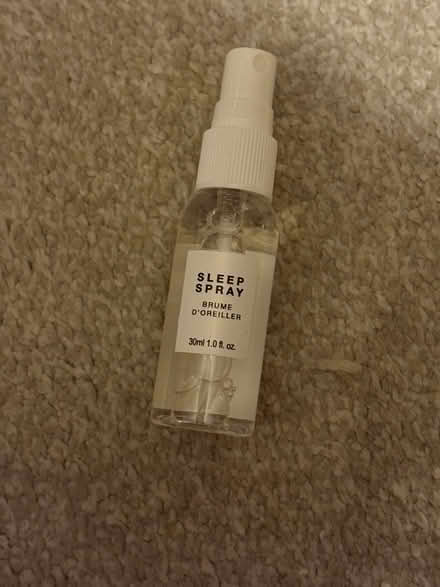 SLEEP
SPRAY
BRUME
D'OREILLER
30ml 1.0 fl. oz.